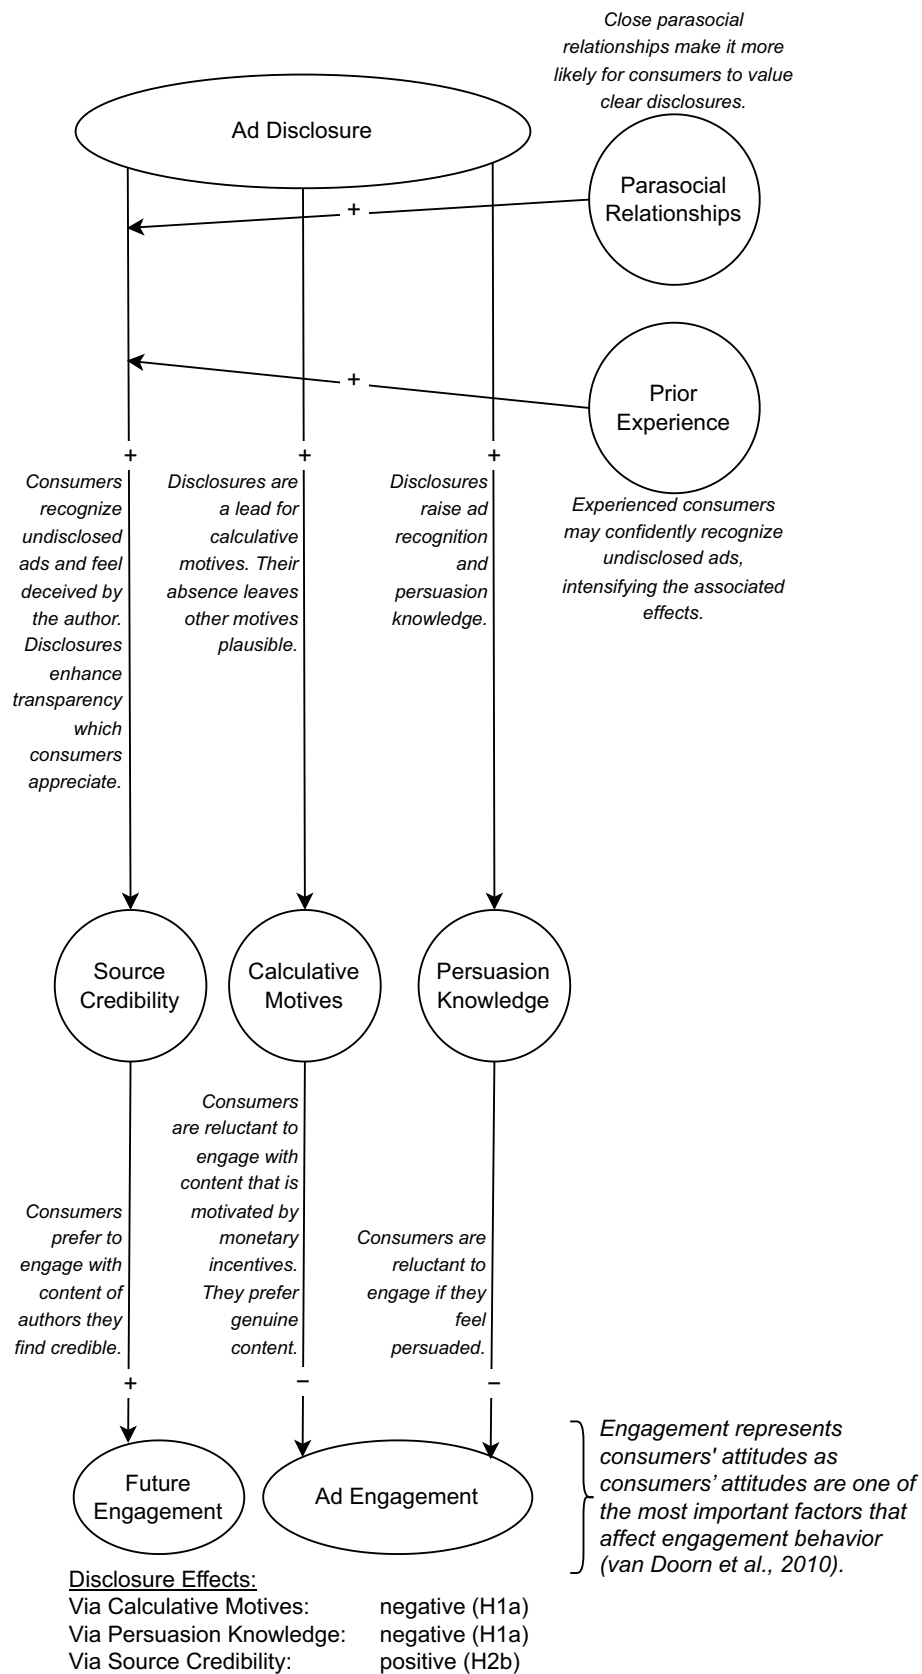 Close parasocial
relationships make it more
likely for consumers to value
clear disclosures.
Ad Disclosure
Parasocial
Relationships
+
Prior
Experience
+
+
+
+
Consumers
recognize
undisclosed
ads and feel
deceived by
the author.
Disclosures
enhance
transparency
which
consumers
appreciate.
Disclosures are
a lead for
calculative
motives. Their
absence leaves
other motives
plausible.
Disclosures
raise ad
recognition
and
persuasion
knowledge.
Experienced consumers
may confidently recognize
undisclosed ads,
intensifying the associated
effects.
Source
Credibility
Calculative
Motives
Persuasion
Knowledge
Consumers
prefer to
engage with
content of
authors they
find credible.
Consumers
are reluctant to
engage with
content that is
motivated by
monetary
incentives.
They prefer
genuine
content.
Consumers are
reluctant to
engage if they
feel
persuaded.
+
–
–
Future
Engagement
Ad Engagement
Engagement represents
consumers' attitudes as
consumers’ attitudes are one of
the most important factors that
affect engagement behavior
(van Doorn et al., 2010).
Disclosure Effects:
Via Calculative Motives: negative (H1a)
Via Persuasion Knowledge: negative (H1a)
Via Source Credibility: positive (H2b)